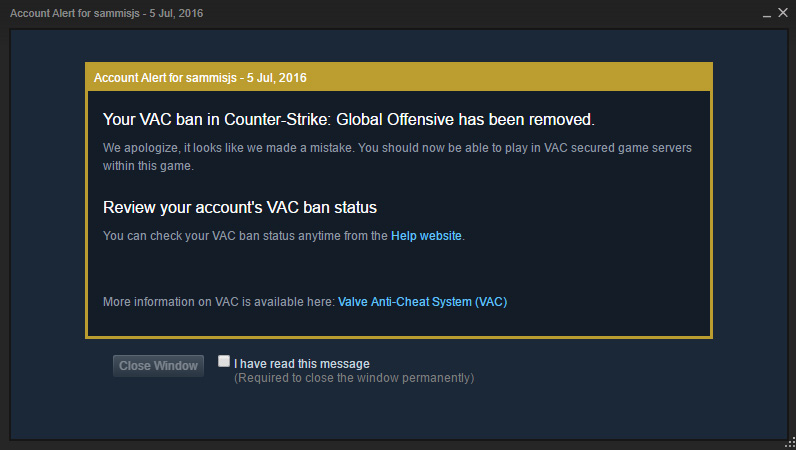 Account Alert for sammisjs - 5 Jul, 2016
Account Alert for sammisjs - 5 Jul, 2016
Your VAC ban in Counter-Strike: Global Offensive has been removed.
We apologize, it looks like we made a mistake. You should now be able to play in VAC secured game servers
within this game.
Review your account's VAC ban status
You can check your VAC ban status anytime from the Help website.
More information on VAC is available here: Valve Anti-Cheat System (VAC)
Close Window
I have read this message
(Required to close the window permanently)